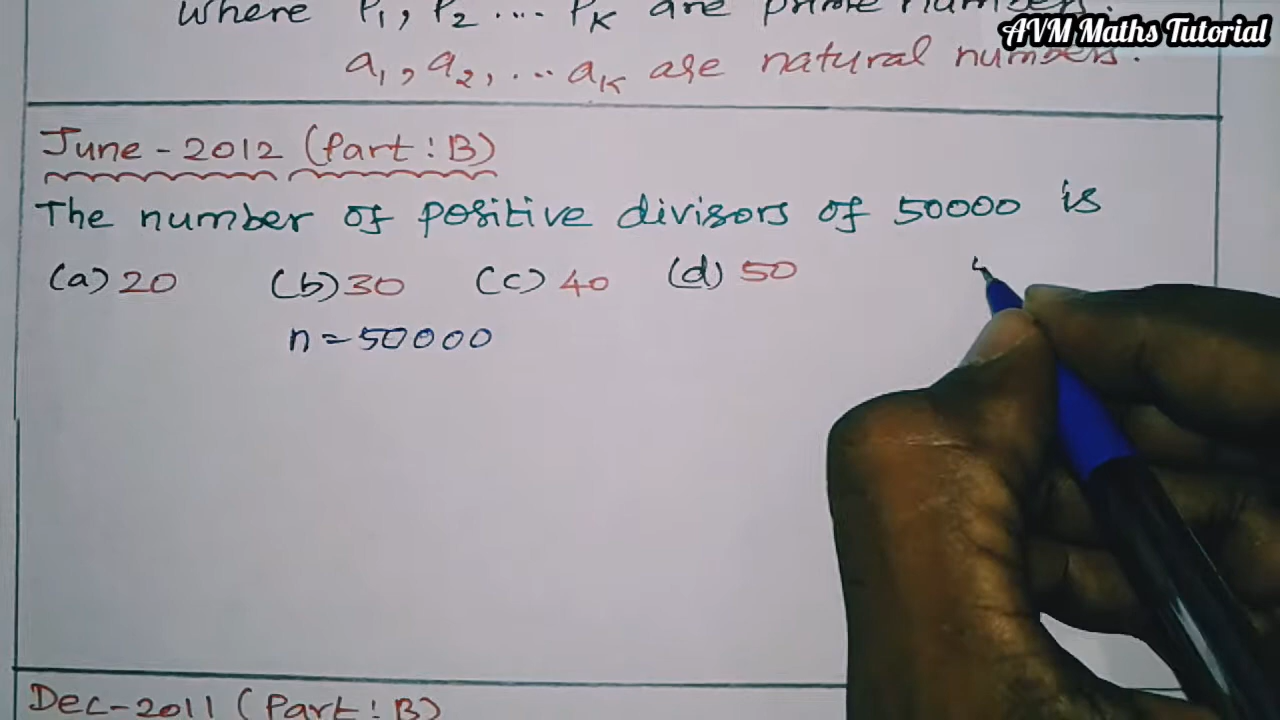 where P1, P2 .... PK are prime numbers.
AVM Maths Tutorial
a1, a2, ... aK are natural numbers.
June - 2012 (Part : B)
The number of positive divisors of 50000 is
(a) 20 (b) 30 (c) 40 (d) 50
n = 50000
Dec-2011 (Part : B)